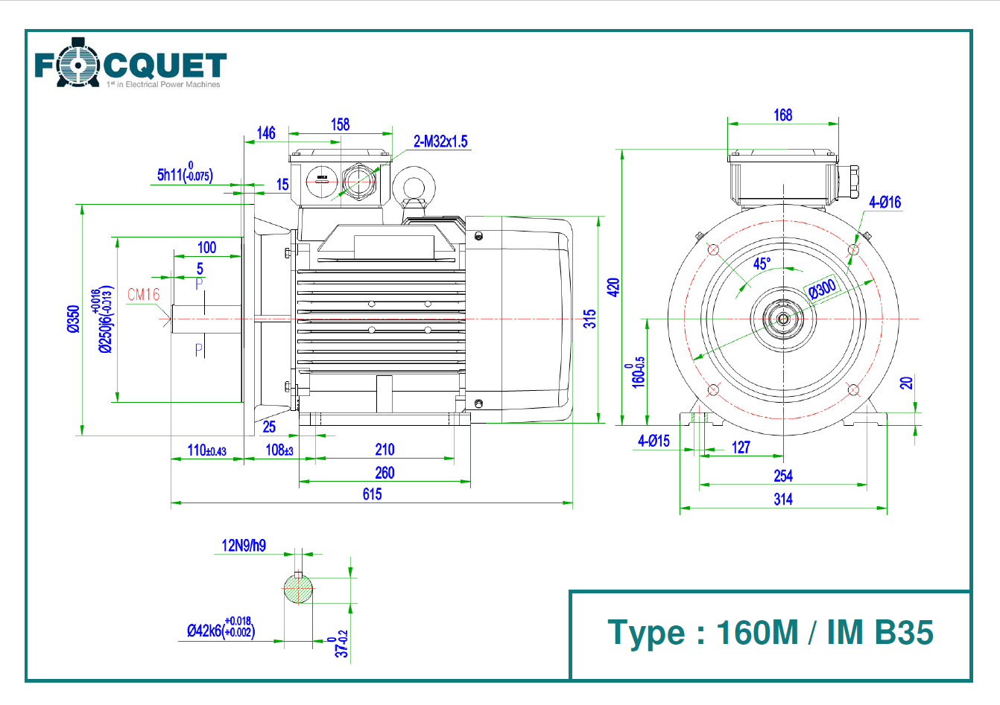 FOCQUET
1st in Electrical Power Machines
158
146
2-M32x1.5
5h11(0 -0.075)
15
100
5
P
CM16
P
Ø350
Ø250j6(+0016 -0.013)
315
25
110±0.43
108±3
210
260
615
168
4-Ø16
45°
Ø300
420
160 0 -0.5
20
4-Ø15
127
254
314
12N9/h9
Ø42k6(+0.018 +0.002)
37 0 -0.2
Type : 160M / IM B35